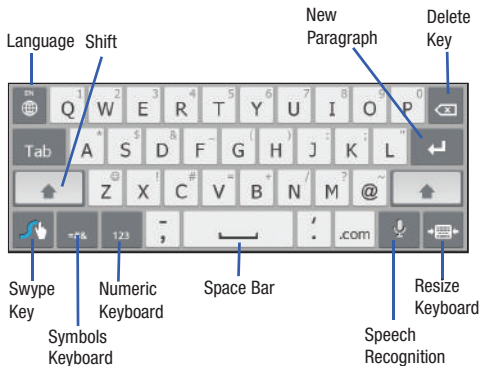 New
Paragraph
Delete
Key
Language
Shift
EN
Q 1 W 2 E 3 R 4 T 5 Y 6 U 7 I 8 O 9 P 0
Tab A * S $ D & F _ G ( H ) J : K ; L "
Z ☺ X ! C # V = B + N / M ? @ ~
=#& 123 - , ' . .com
Swype
Key
Symbols
Keyboard
Numeric
Keyboard
Space Bar
Speech
Recognition
Resize
Keyboard